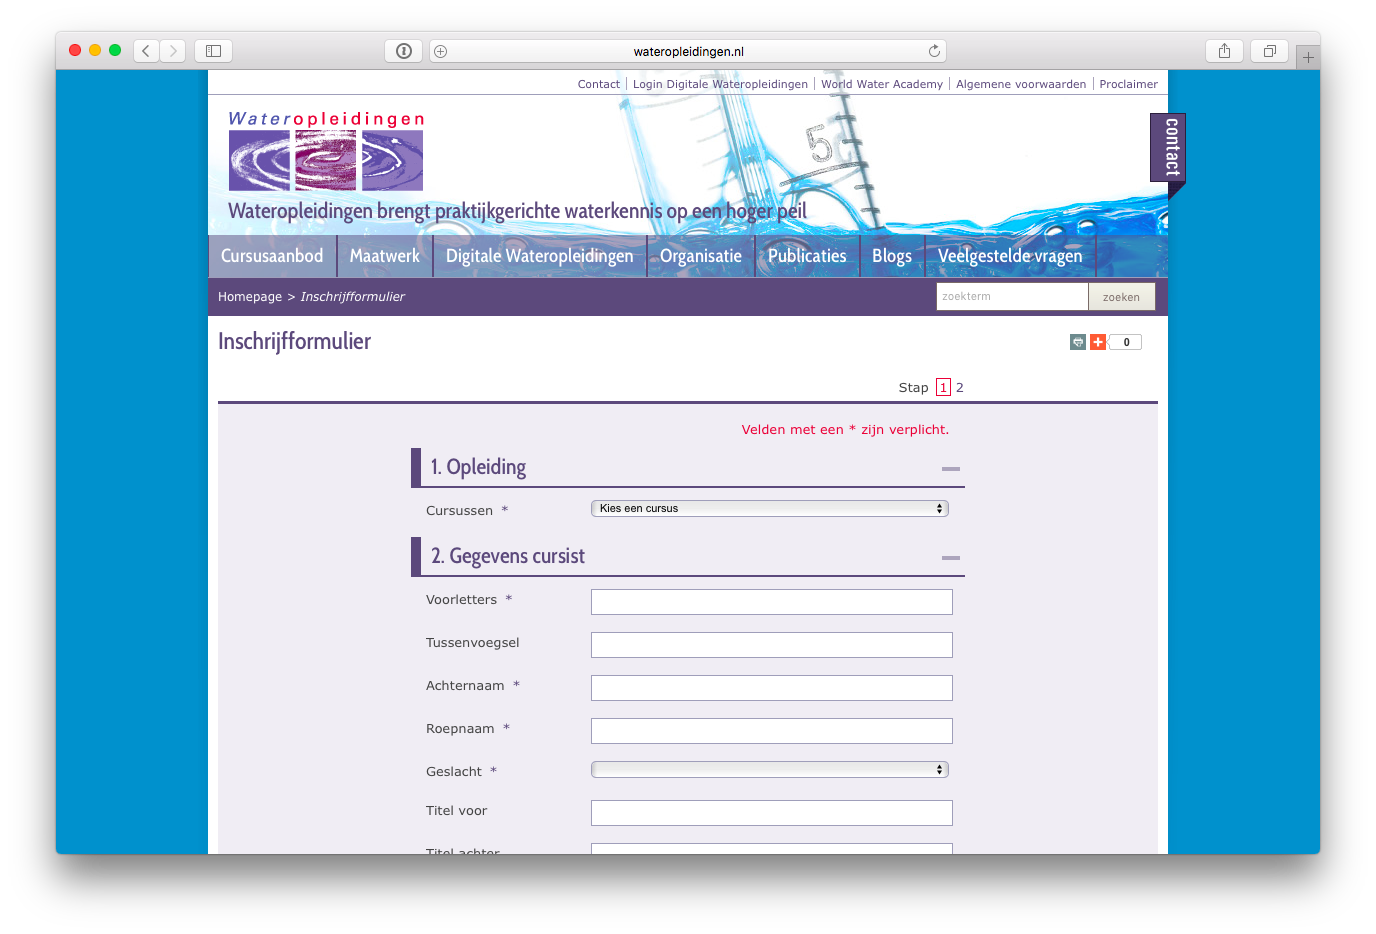 wateropleidingen.nl
Contact | Login Digitale Wateropleidingen | World Water Academy | Algemene voorwaarden | Proclaimer
Wateropleidingen
5
contact
Wateropleidingen brengt praktijkgerichte waterkennis op een hoger peil
Cursusaanbod Maatwerk Digitale Wateropleidingen Organisatie Publicaties Blogs Veelgestelde vragen
Homepage > Inschrijfformulier zoekterm zoeken
Inschrijfformulier 0
Stap 1 2
Velden met een * zijn verplicht.
1. Opleiding
Cursussen * Kies een cursus
2. Gegevens cursist
Voorletters *
Tussenvoegsel
Achternaam *
Roepnaam *
Geslacht *
Titel voor
Titel achter